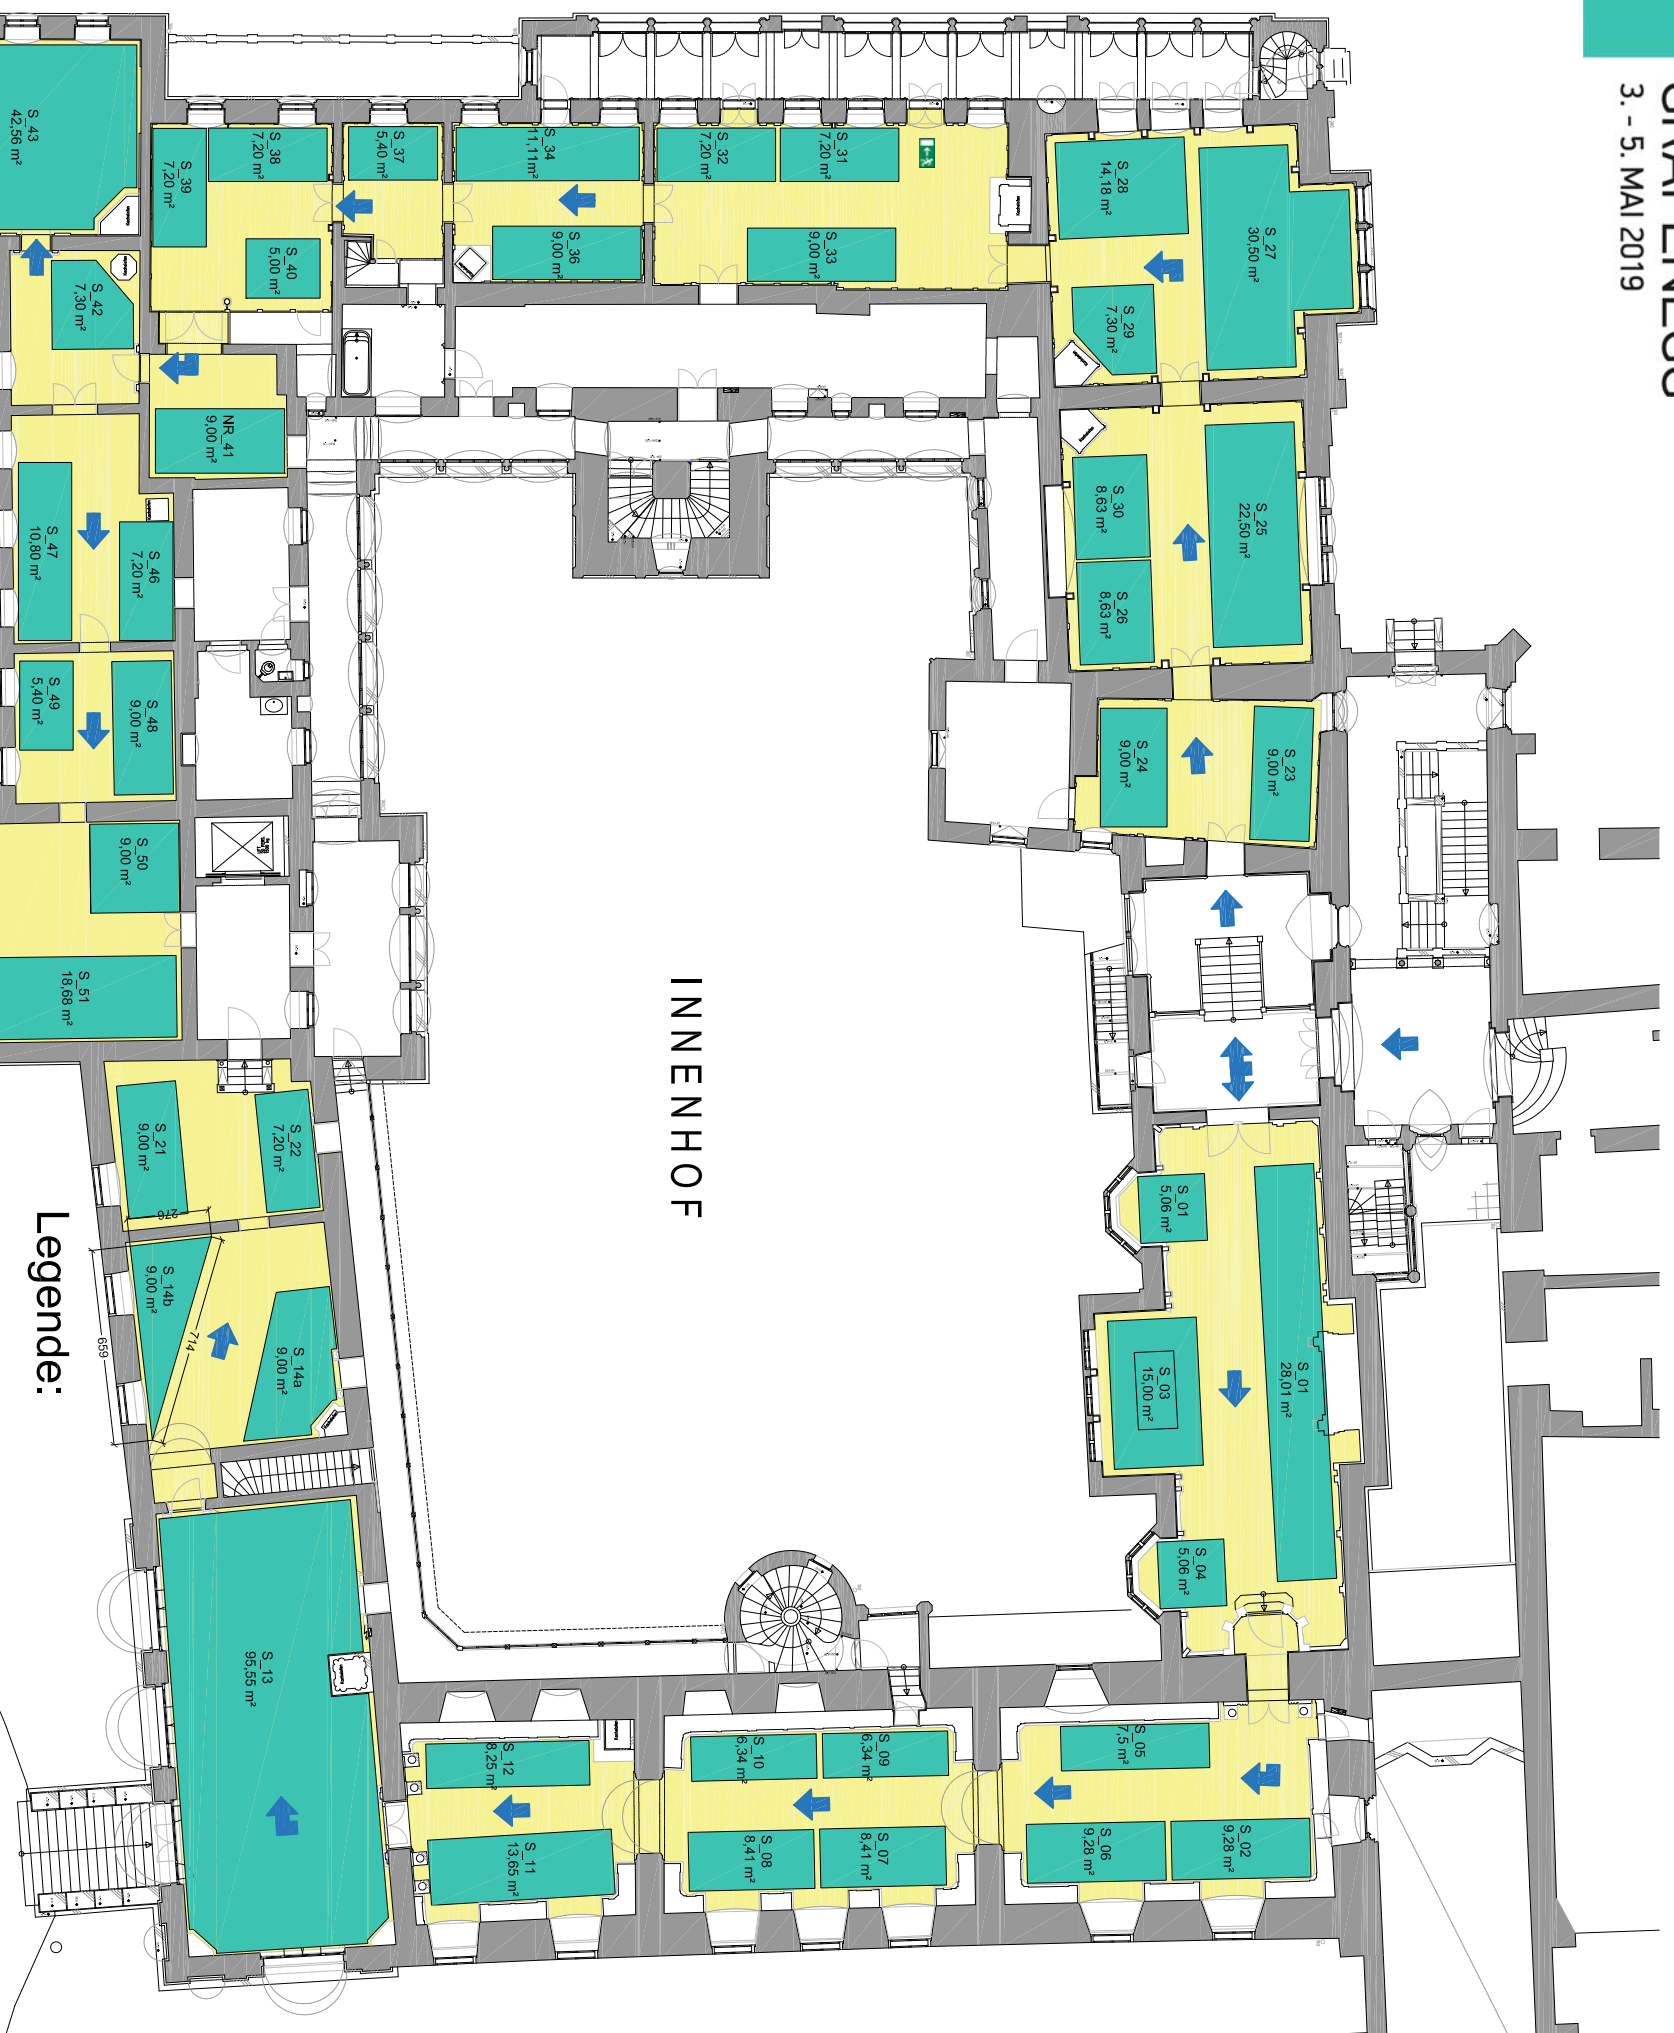 3. - 5. MAI 2019
S_27
30,50 m²
S_28
14,18 m²
S_29
7,30 m²
S_25
22,50 m²
S_30
8,63 m²
S_26
8,63 m²
S_23
9,00 m²
S_24
9,00 m²
S_01
5,06 m²
S_01
28,01 m²
S_03
15,00 m²
S_04
5,06 m²
S_05
7,5 m²
S_02
9,28 m²
S_06
9,28 m²
S_09
6,34 m²
S_10
6,34 m²
S_07
8,41 m²
S_08
8,41 m²
S_12
8,25 m²
S_11
13,65 m²
S_13
95,55 m²
S_31
7,20 m²
S_32
7,20 m²
S_33
9,00 m²
S_34
11,11m²
S_36
9,00 m²
S_37
5,40 m²
S_38
7,20 m²
S_39
7,20 m²
S_40
5,00 m²
NR_41
9,00 m²
S_42
7,30 m²
S_43
42,56 m²
S_46
7,20 m²
S_47
10,80 m²
S_48
9,00 m²
S_49
5,40 m²
S_50
9,00 m²
S_51
18,68 m²
S_22
7,20 m²
S_21
9,00 m²
276
S_14b
9,00 m²
714
659
S_14a
9,00 m²
INNENHOF
Legende: